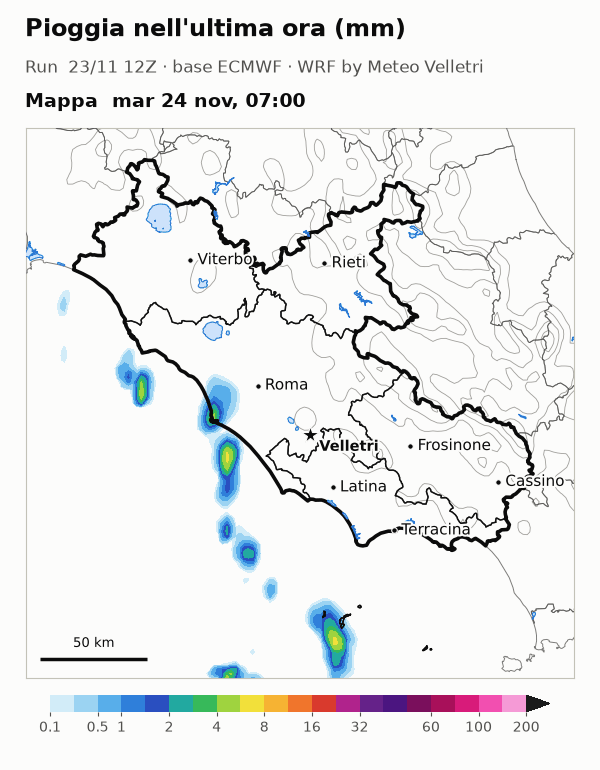 Pioggia nell'ultima ora (mm)
Run  23/11 12Z · base ECMWF · WRF by Meteo Velletri
Mappa  mar 24 nov, 07:00
Viterbo
Rieti
Roma
Velletri
Frosinone
Latina
Cassino
Terracina
50 km
0.1 0.5 1 2 4 8 16 32 60 100 200